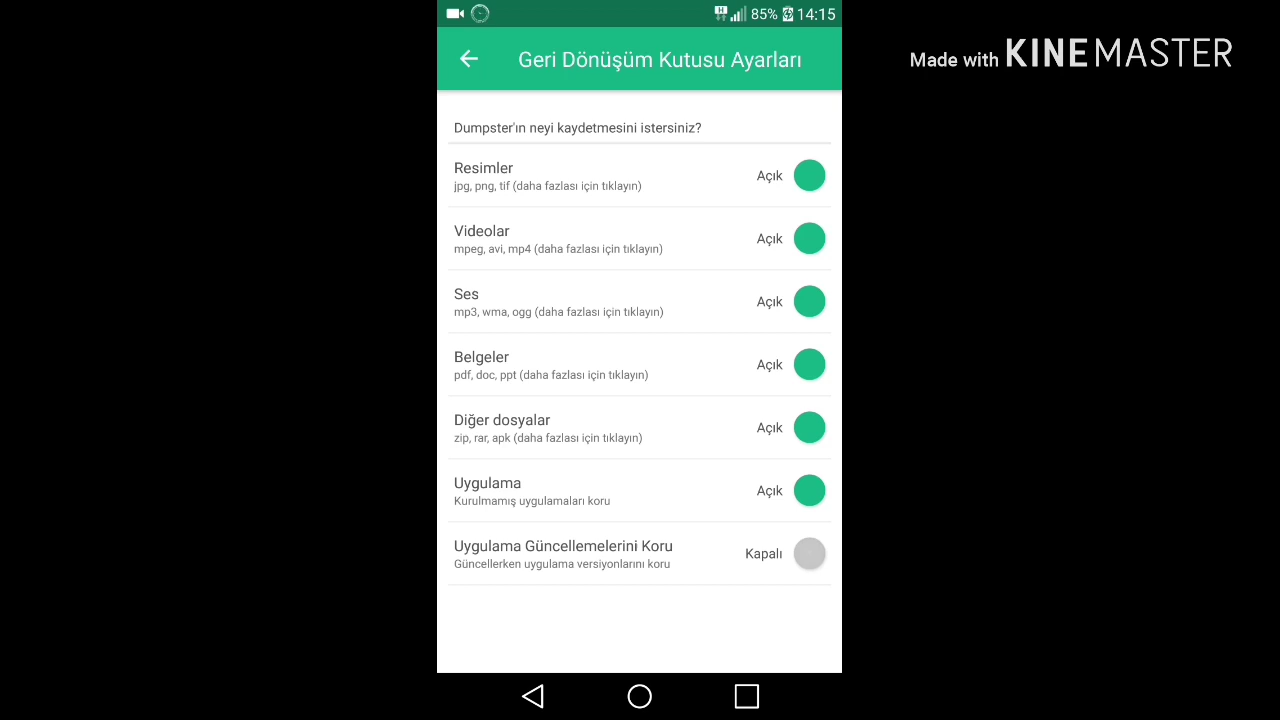 85% 14:15
Geri Dönüşüm Kutusu Ayarları
Made with KINEMASTER
Dumpster'ın neyi kaydetmesini istersiniz?
Resimler
jpg, png, tif (daha fazlası için tıklayın)
Açık
Videolar
mpeg, avi, mp4 (daha fazlası için tıklayın)
Açık
Ses
mp3, wma, ogg (daha fazlası için tıklayın)
Açık
Belgeler
pdf, doc, ppt (daha fazlası için tıklayın)
Açık
Diğer dosyalar
zip, rar, apk (daha fazlası için tıklayın)
Açık
Uygulama
Kurulmamış uygulamaları koru
Açık
Uygulama Güncellemelerini Koru
Güncellerken uygulama versiyonlarını koru
Kapalı